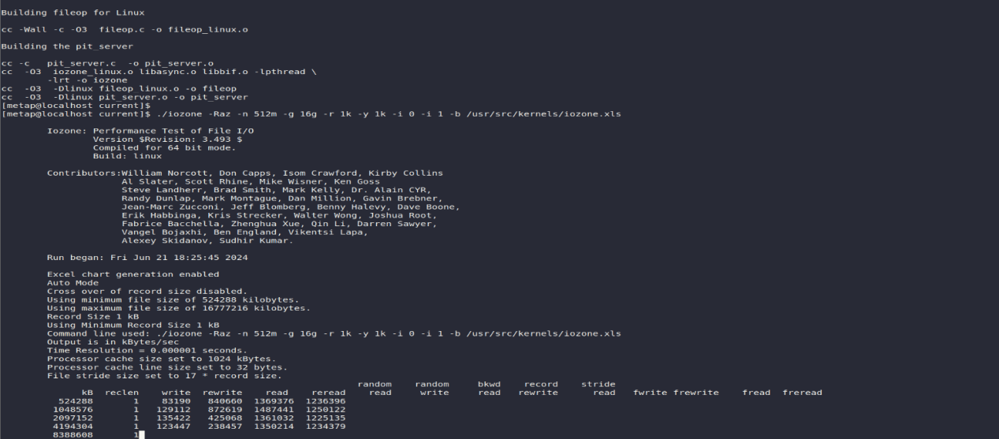 Building fileop for Linux
cc -Wall -c -O3  fileop.c -o fileop_linux.o
Building the pit_server
cc -c   pit_server.c  -o pit_server.o
cc  -O3  iozone_linux.o libasync.o libbif.o -lpthread \
        -lrt -o iozone
cc  -O3  -Dlinux fileop_linux.o -o fileop
cc  -O3  -Dlinux pit_server.o -o pit_server
[metap@localhost current]$
[metap@localhost current]$ ./iozone -Raz -n 512m -g 16g -r 1k -y 1k -i 0 -i 1 -b /usr/src/kernels/iozone.xls
        Iozone: Performance Test of File I/O
                Version $Revision: 3.493 $
                Compiled for 64 bit mode.
                Build: linux
        Contributors:William Norcott, Don Capps, Isom Crawford, Kirby Collins
                     Al Slater, Scott Rhine, Mike Wisner, Ken Goss
                     Steve Landherr, Brad Smith, Mark Kelly, Dr. Alain CYR,
                     Randy Dunlap, Mark Montague, Dan Million, Gavin Brebner,
                     Jean-Marc Zucconi, Jeff Blomberg, Benny Halevy, Dave Boone,
                     Erik Habbinga, Kris Strecker, Walter Wong, Joshua Root,
                     Fabrice Bacchella, Zhenghua Xue, Qin Li, Darren Sawyer,
                     Vangel Bojaxhi, Ben England, Vikentsi Lapa,
                     Alexey Skidanov, Sudhir Kumar.
        Run began: Fri Jun 21 18:25:45 2024
        Excel chart generation enabled
        Auto Mode
        Cross over of record size disabled.
        Using minimum file size of 524288 kilobytes.
        Using maximum file size of 16777216 kilobytes.
        Record Size 1 kB
        Using Minimum Record Size 1 kB
        Command line used: ./iozone -Raz -n 512m -g 16g -r 1k -y 1k -i 0 -i 1 -b /usr/src/kernels/iozone.xls
        Output is in kBytes/sec
        Time Resolution = 0.000001 seconds.
        Processor cache size set to 1024 kBytes.
        Processor cache line size set to 32 bytes.
        File stride size set to 17 * record size.
                                                              random    random     bkwd    record    stride
              kB  reclen    write  rewrite    read    reread    read     write     read   rewrite      read   fwrite frewrite    fread  freread
          524288       1    83190   840660  1369376  1236396
         1048576       1   129112   872619  1487441  1250122
         2097152       1   135422   425068  1361032  1225135
         4194304       1   123447   238457  1350214  1234379
         8388608       1